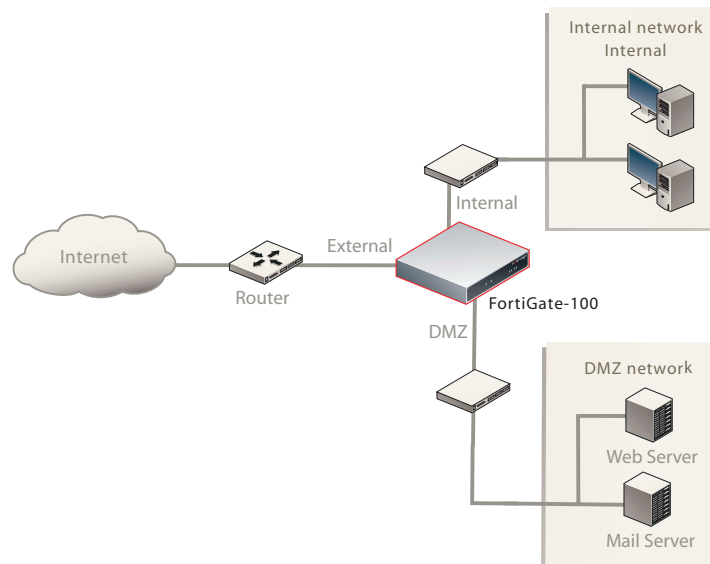 Internal network
Internal
Internal
External
Internet
Router
FortiGate-100
DMZ
DMZ network
Web Server
Mail Server